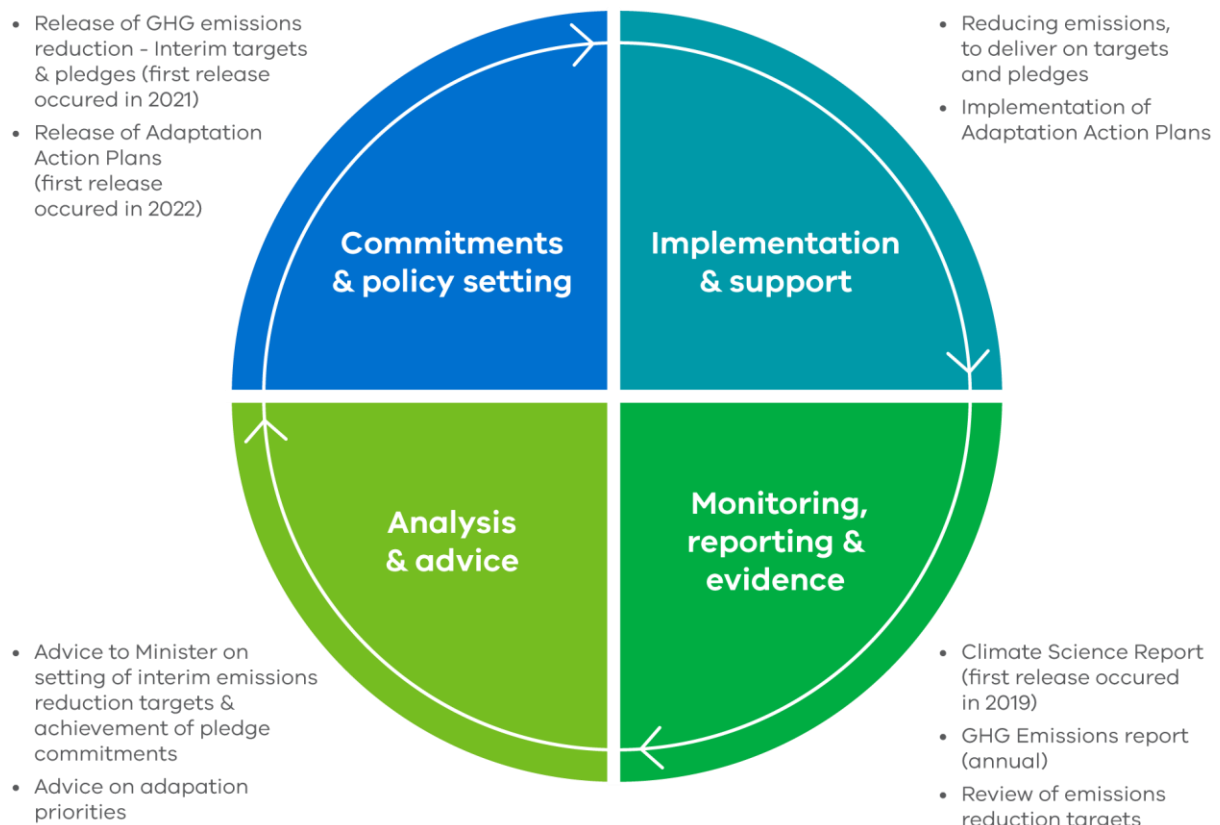 • Release of GHG emissions
reduction - Interim targets
& pledges (first release
occured in 2021)
• Release of Adaptation
Action Plans
(first release
occured in 2022)
• Reducing emissions,
to deliver on targets
and pledges
• Implementation of
Adaptation Action Plans
Commitments
& policy setting
Implementation
& support
Analysis
& advice
Monitoring,
reporting &
evidence
• Advice to Minister on
setting of interim emissions
reduction targets &
achievement of pledge
commitments
• Advice on adapation
priorities
• Climate Science Report
(first release occured
in 2019)
• GHG Emissions report
(annual)
• Review of emissions
reduction targets